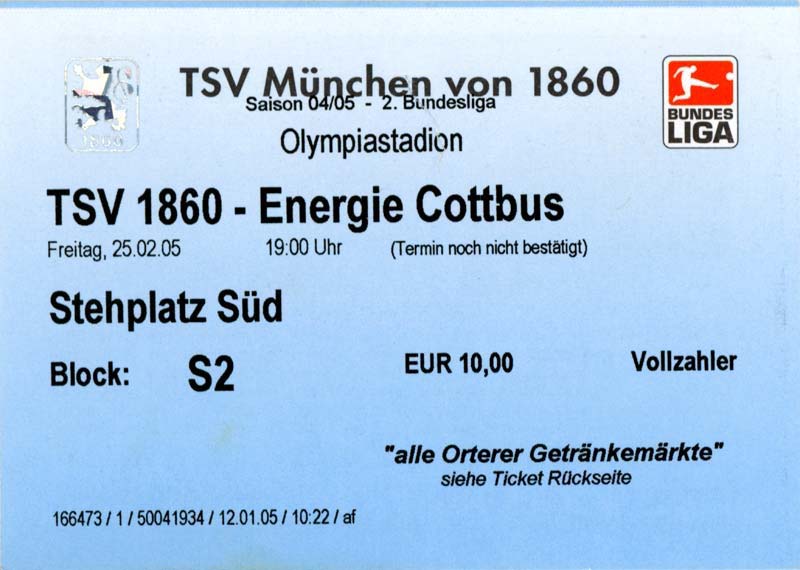 TSV München von 1860
Saison 04/05 - 2. Bundesliga
Olympiastadion
1860
BUNDES
LIGA
TSV 1860 - Energie Cottbus
Freitag, 25.02.05 19:00 Uhr (Termin noch nicht bestätigt)
Stehplatz Süd
Block: S2 EUR 10,00 Vollzahler
"alle Orterer Getränkemärkte"
siehe Ticket Rückseite
166473 / 1 / 50041934 / 12.01.05 / 10:22 / af